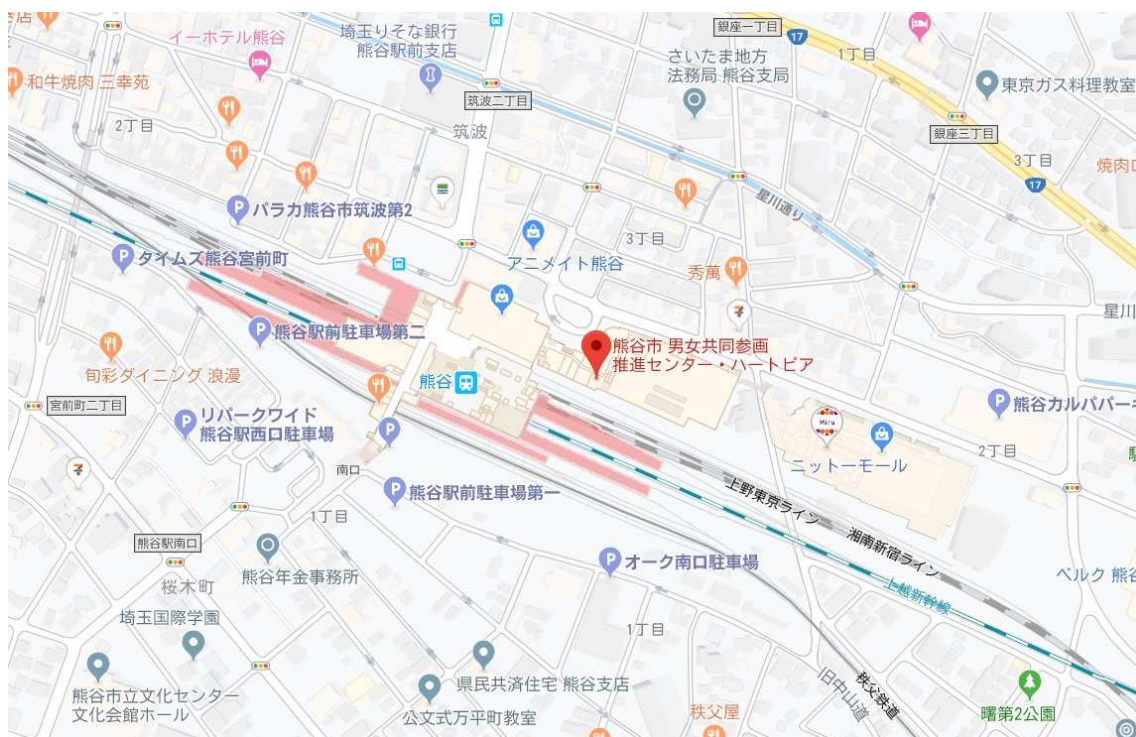 埼玉りそな銀行
熊谷駅前支店
イーホテル熊谷
和牛焼肉 三幸苑
2丁目
筑波二丁目
筑波
銀座一丁目
17
1丁目
さいたま地方
法務局 熊谷支局
東京ガス料理教室
銀座三丁目
3丁目
17
焼肉
星川通り
パラカ熊谷市筑波第2
タイムズ熊谷宮前町
アニメイト熊谷
3丁目
秀萬
星川
熊谷駅前駐車場第二
熊谷市 男女共同参画
推進センター・ハートピア
旬彩ダイニング 浪漫
熊谷
宮前町二丁目
リパークワイド
熊谷駅西口駐車場
熊谷カルパパーキ
Miru
ニットーモール
2丁目
南口
熊谷駅前駐車場第一
上野東京ライン
湘南新宿ライン
上越新幹線
1丁目
熊谷駅南口
熊谷年金事務所
オーク南口駐車場
ベルク 熊谷
桜木町
埼玉国際学園
1丁目
熊谷市立文化センター
文化会館ホール
県民共済住宅 熊谷支店
公文式万平町教室
秩父屋
旧中山道
秩父鉄道
曙第2公園